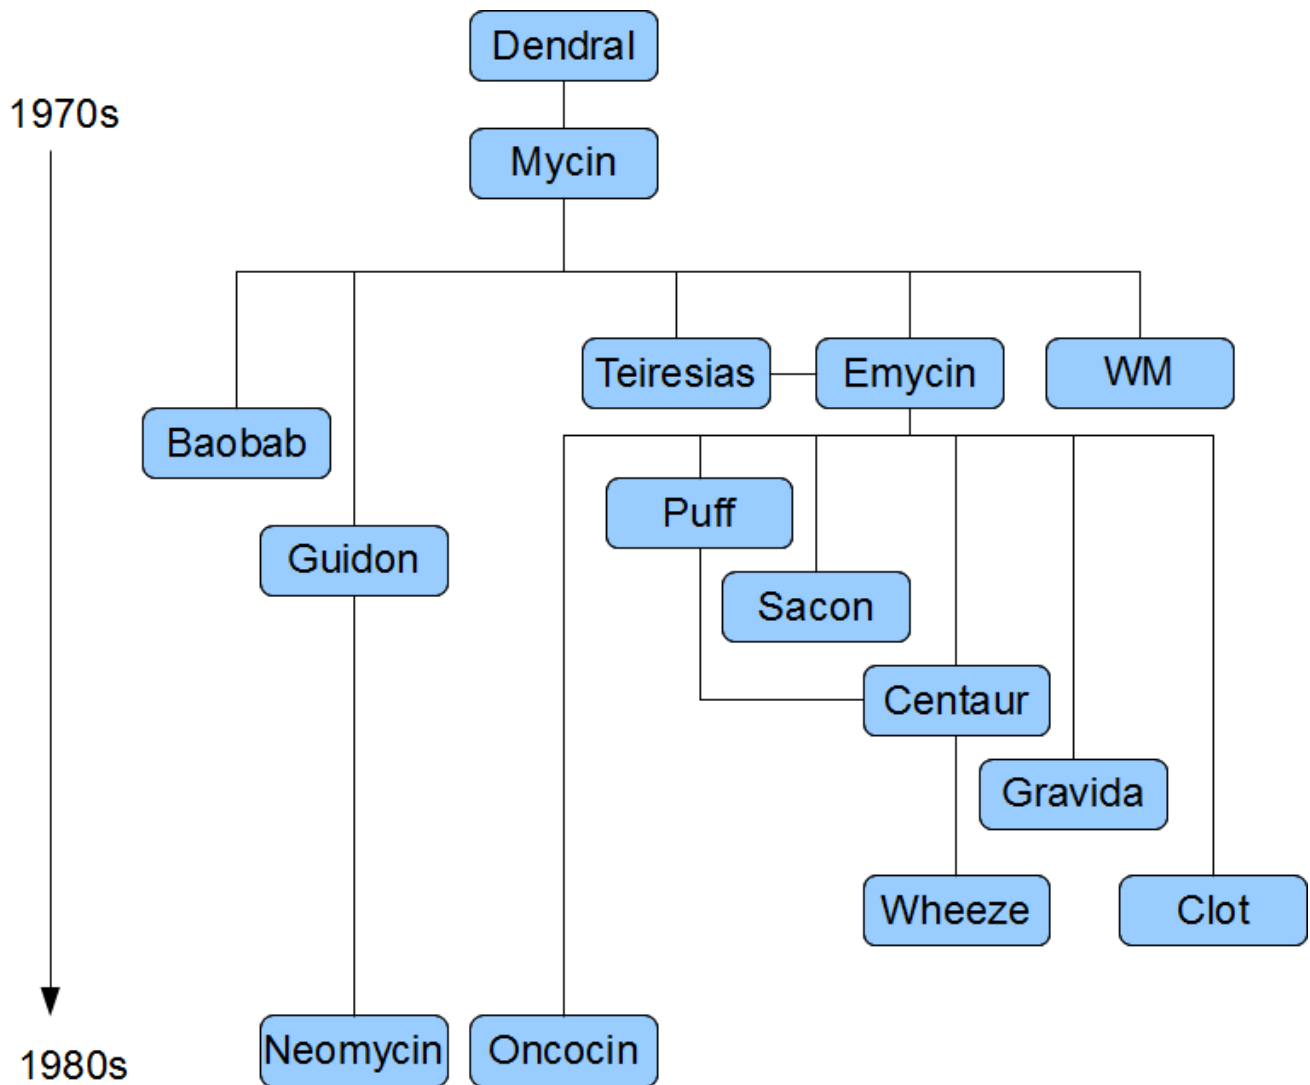 Dendral
1970s
Mycin
Teiresias
Emycin
WM
Baobab
Puff
Guidon
Sacon
Centaur
Gravida
Wheeze
Clot
Neomycin
Oncocin
1980s